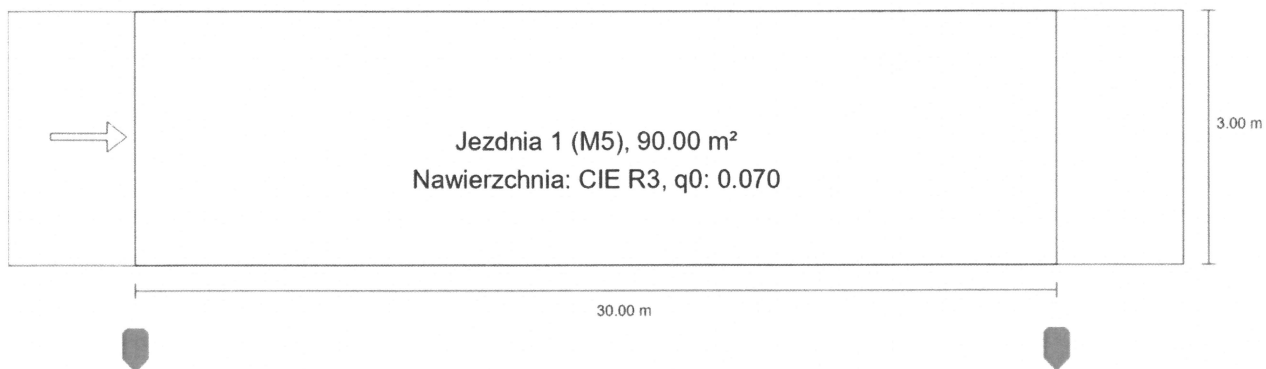 Jezdnia 1 (M5), 90.00 m²
Nawierzchnia: CIE R3, q0: 0.070
3.00 m
30.00 m